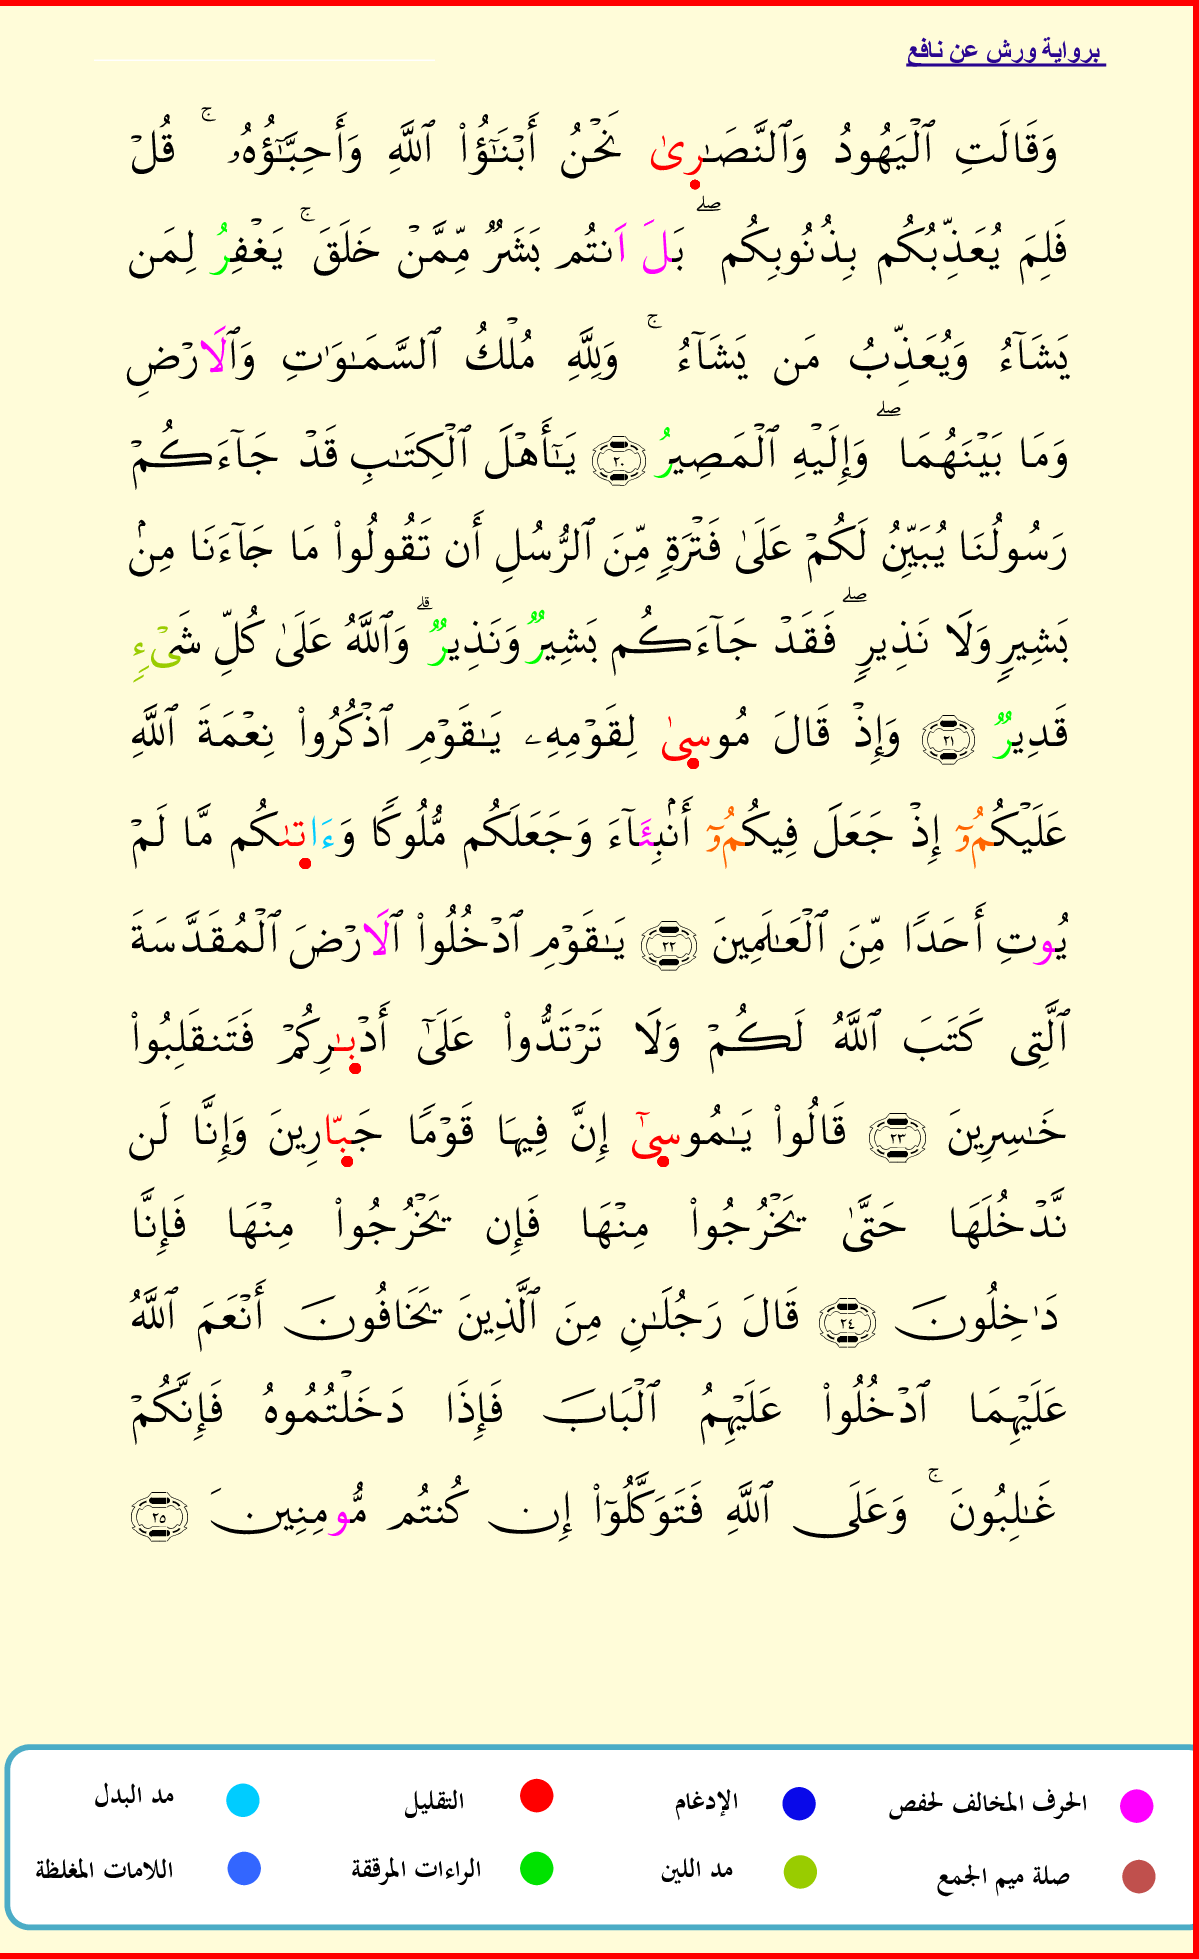 برواية ورش عن نافع
وَقَالَتِ ٱلْيَهُودُ وَٱلنَّصَـٰرِىٰ نَحْنُ أَبْنَـٰٓؤُا۟ ٱللَّهِ وَأَحِبَّـٰٓؤُهُۥ ۚ قُلْ
فَلِمَ يُعَذِّبُكُم بِذُنُوبِكُم ۖ بَلَ اَنتُم بَشَرٌ مِّمَّنْ خَلَقَ ۚ يَغْفِرُ لِمَن
يَشَآءُ وَيُعَذِّبُ مَن يَشَآءُ ۚ وَلِلَّهِ مُلْكُ ٱلسَّمَـٰوَٰتِ وَٱلَارْضِ
وَمَا بَيْنَهُمَا ۖ وَإِلَيْهِ ٱلْمَصِيرُ ٢٠ يَـٰٓأَهْلَ ٱلْكِتَـٰبِ قَدْ جَآءَكُمْ
رَسُولُنَا يُبَيِّنُ لَكُمْ عَلَىٰ فَتْرَةٍ مِّنَ ٱلرُّسُلِ أَن تَقُولُوا۟ مَا جَآءَنَا مِنۢ
بَشِيرٍ وَلَا نَذِيرٍ ۖ فَقَدْ جَآءَكُم بَشِيرٌ وَنَذِيرٌ ۗ وَٱللَّهُ عَلَىٰ كُلِّ شَىْءٍ
قَدِيرٌ ٢١ وَإِذْ قَالَ مُوسِىٰ لِقَوْمِهِۦ يَـٰقَوْمِ ٱذْكُرُوا۟ نِعْمَةَ ٱللَّهِ
عَلَيْكُمُۥٓ إِذْ جَعَلَ فِيكُمُۥٓ أَنۢبِئَـآءَ وَجَعَلَكُم مُّلُوكًا وَءَاتِىٰكُم مَّا لَمْ
يُوتِ أَحَدًا مِّنَ ٱلْعَـٰلَمِينَ ٢٢ يَـٰقَوْمِ ٱدْخُلُوا۟ ٱلَارْضَ ٱلْمُقَدَّسَةَ
ٱلَّتِى كَتَبَ ٱللَّهُ لَكُمْ وَلَا تَرْتَدُّوا۟ عَلَىٰٓ أَدْبـٰرِكُمْ فَتَنقَلِبُوا۟
خَـٰسِرِينَ ٢٣ قَالُوا۟ يَـٰمُوسِىٰٓ إِنَّ فِيهَا قَوْمًا جَبّارِينَ وَإِنَّا لَن
نَّدْخُلَهَا حَتَّىٰ يَخْرُجُوا۟ مِنْهَا فَإِن يَخْرُجُوا۟ مِنْهَا فَإِنَّا
دَٰخِلُونَ ٢٤ قَالَ رَجُلَـٰنِ مِنَ ٱلَّذِينَ يَخَافُونَ أَنْعَمَ ٱللَّهُ
عَلَيْهِمَا ٱدْخُلُوا۟ عَلَيْهِمُ ٱلْبَابَ فَإِذَا دَخَلْتُمُوهُ فَإِنَّكُمْ
غَـٰلِبُونَ ۚ وَعَلَى ٱللَّهِ فَتَوَكَّلُوٓا۟ إِن كُنتُم مُّومِنِينَ ٢٥
الحرف المخالف لحفص الإدغام التقليل مد البدل
صلة ميم الجمع مد اللين الراءات المرققة اللامات المغلظة